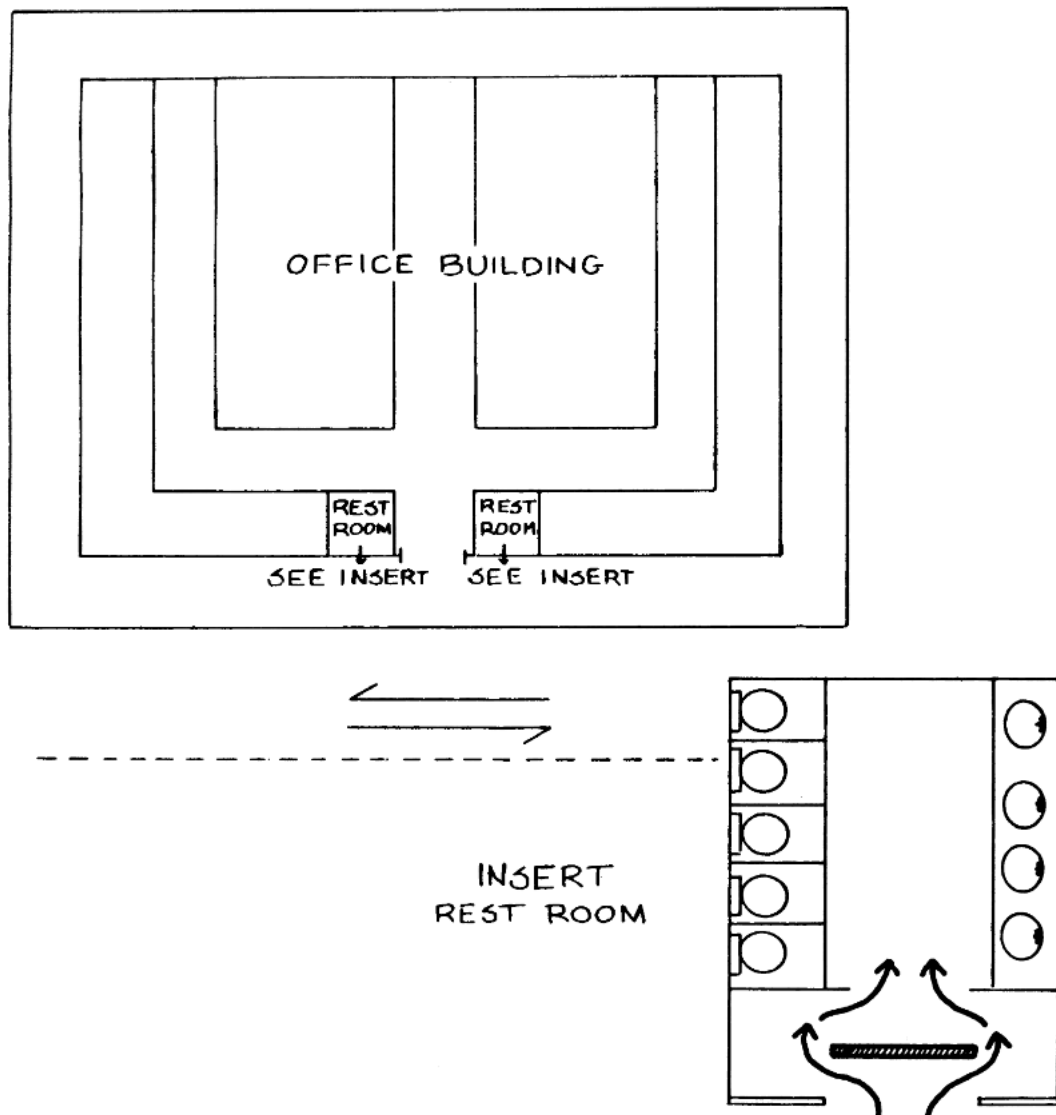 OFFICE BUILDING
REST
ROOM
REST
ROOM
SEE INSERT
SEE INSERT
INSERT
REST ROOM